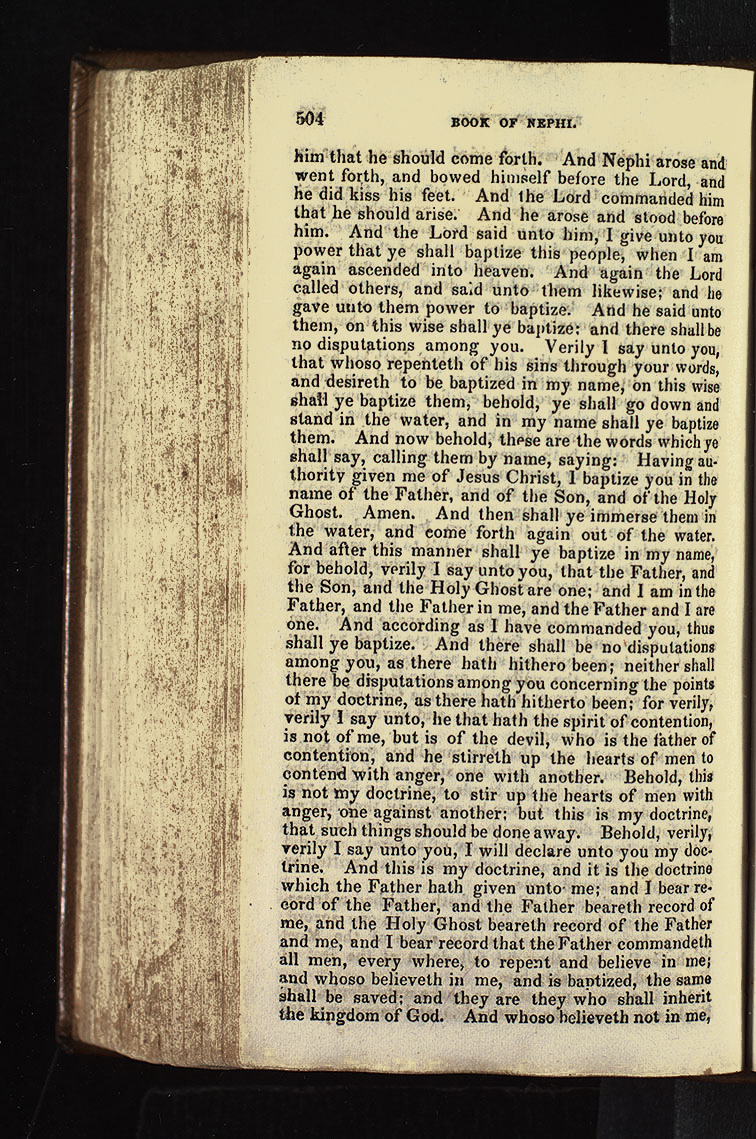 504
BOOK OF NEPHI.
him that he should come forth. And Nephi arose and
went forth, and bowed himself before the Lord, and
he did kiss his feet. And the Lord commanded him
that he should arise. And he arose and stood before
him. And the Lord said unto him, I give unto you
power that ye shall baptize this people, when I am
again ascended into heaven. And again the Lord
called others, and said unto them likewise; and he
gave unto them power to baptize. And he said unto
them, on this wise shall ye baptize: and there shall be
no disputations among you. Verily I say unto you,
that whoso repenteth of his sins through your words,
and desireth to be baptized in my name, on this wise
shall ye baptize them, behold, ye shall go down and
stand in the water, and in my name shall ye baptize
them. And now behold, these are the words which ye
shall say, calling them by name, saying: Having au-
thority given me of Jesus Christ, I baptize you in the
name of the Father, and of the Son, and of the Holy
Ghost. Amen. And then shall ye immerse them in
the water, and come forth again out of the water.
And after this manner shall ye baptize in my name,
for behold, verily I say unto you, that the Father, and
the Son, and the Holy Ghost are one; and I am in the
Father, and the Father in me, and the Father and I are
one. And according as I have commanded you, thus
shall ye baptize. And there shall be no disputations
among you, as there hath hithero been; neither shall
there be disputations among you concerning the points
of my doctrine, as there hath hitherto been; for verily,
verily I say unto, he that hath the spirit of contention,
is not of me, but is of the devil, who is the father of
contention, and he stirreth up the hearts of men to
contend with anger, one with another. Behold, this
is not my doctrine, to stir up the hearts of men with
anger, one against another: but this is my doctrine,
that such things should be done away. Behold, verily,
verily I say unto you, I will declare unto you my doc-
trine. And this is my doctrine, and it is the doctrine
which the Father hath given unto me; and I bear re-
cord of the Father, and the Father beareth record of
me, and the Holy Ghost beareth record of the Father
and me, and I bear record that the Father commandeth
all men, every where, to repent and believe in me;
and whoso believeth in me, and is baptized, the same
shall be saved; and they are they who shall inherit
the kingdom of God. And whoso believeth not in me,